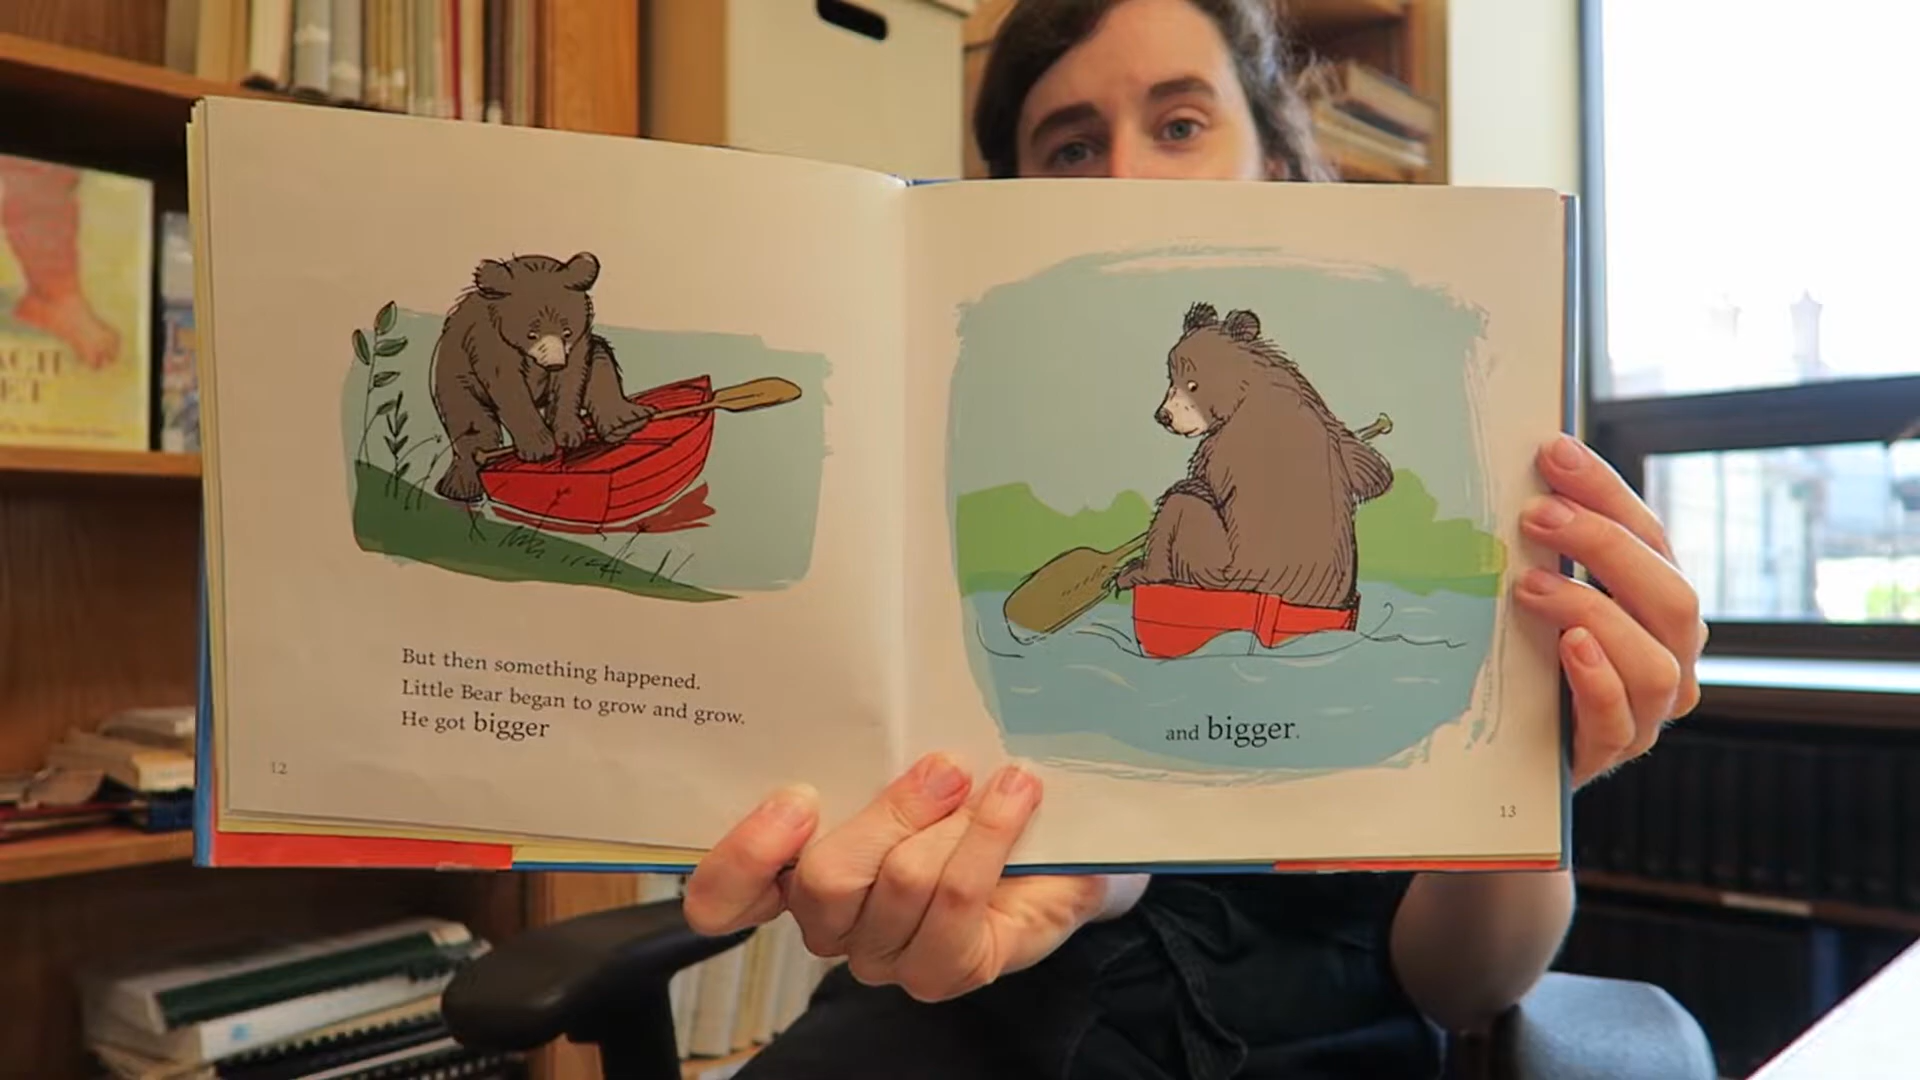 But then something happened.
Little Bear began to grow and grow.
He got bigger
12
and bigger.
13